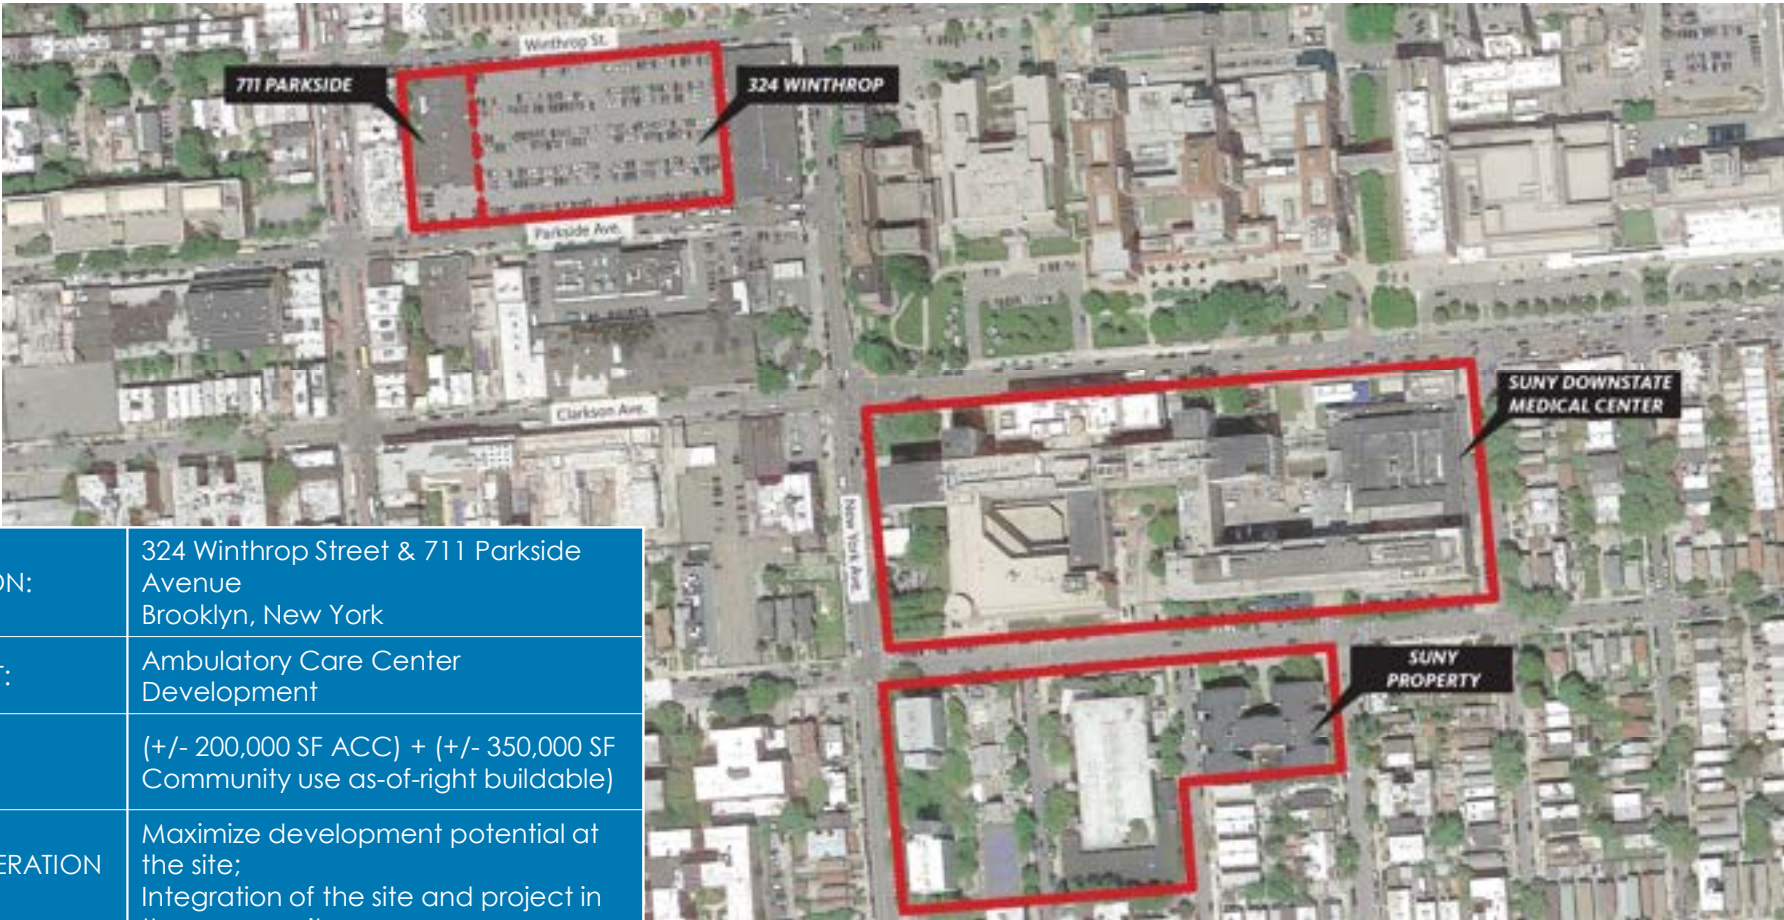 Winthrop St.
711 PARKSIDE
324 WINTHROP
Parkside Ave.
SUNY DOWNSTATE
MEDICAL CENTER
Clarkson Ave.
New York Ave.
SUNY
PROPERTY
ON:
324 Winthrop Street & 711 Parkside
Avenue
Brooklyn, New York
T:
Ambulatory Care Center
Development
(+/- 200,000 SF ACC) + (+/- 350,000 SF
Community use as-of-right buildable)
ERATION
Maximize development potential at
the site;
Integration of the site and project in